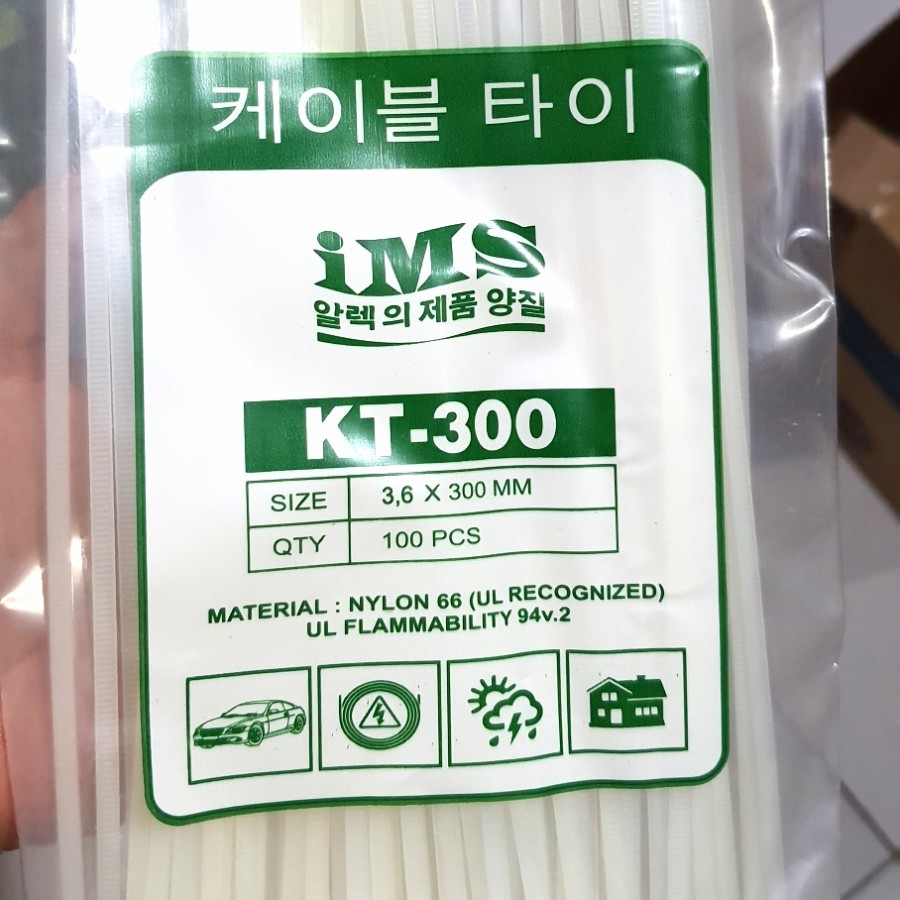 케이블 타이
iMS
알렉의 제품 양질
KT-300
SIZE 3,6 X 300 MM
QTY 100 PCS
MATERIAL : NYLON 66 (UL RECOGNIZED)
UL FLAMMABILITY 94v.2